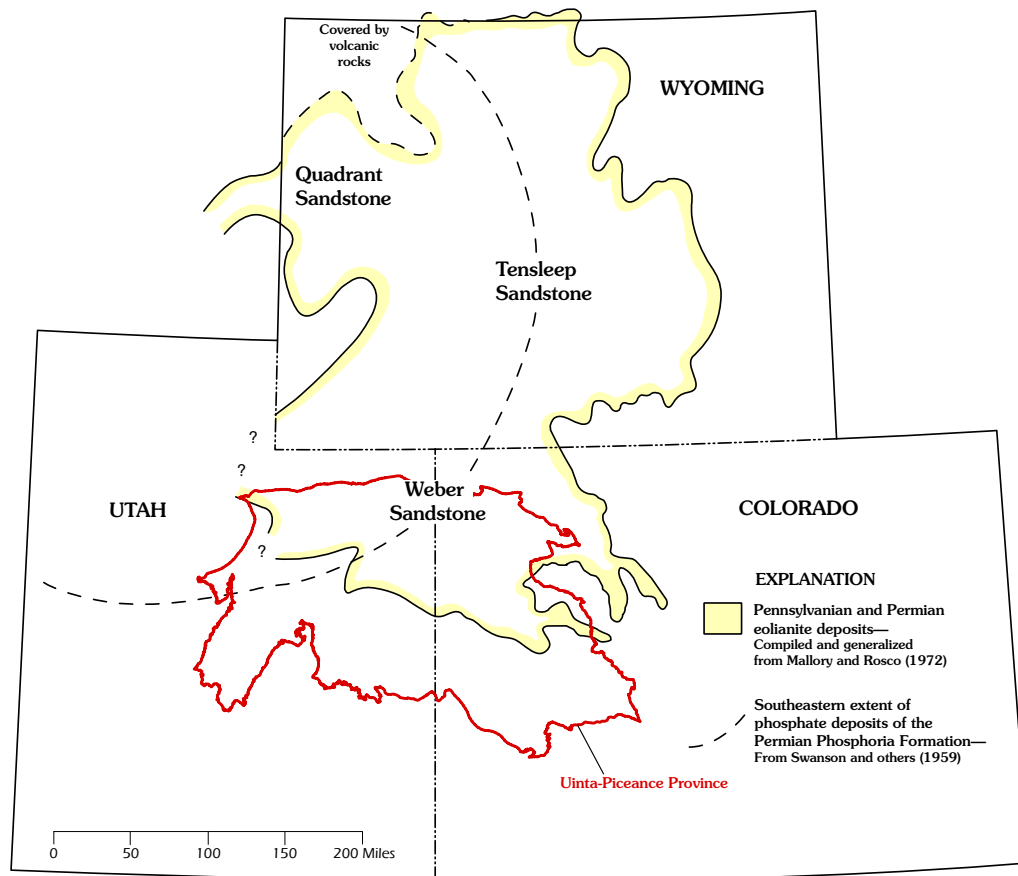 Covered by
volcanic
rocks
WYOMING
Quadrant
Sandstone
Tensleep
Sandstone
?
?
Weber
Sandstone
UTAH
COLORADO
?
EXPLANATION
Pennsylvanian and Permian
eolianite deposits—
Compiled and generalized
from Mallory and Rosco (1972)
Southeastern extent of
phosphate deposits of the
Permian Phosphoria Formation—
From Swanson and others (1959)
Uinta-Piceance Province
0 50 100 150 200 Miles